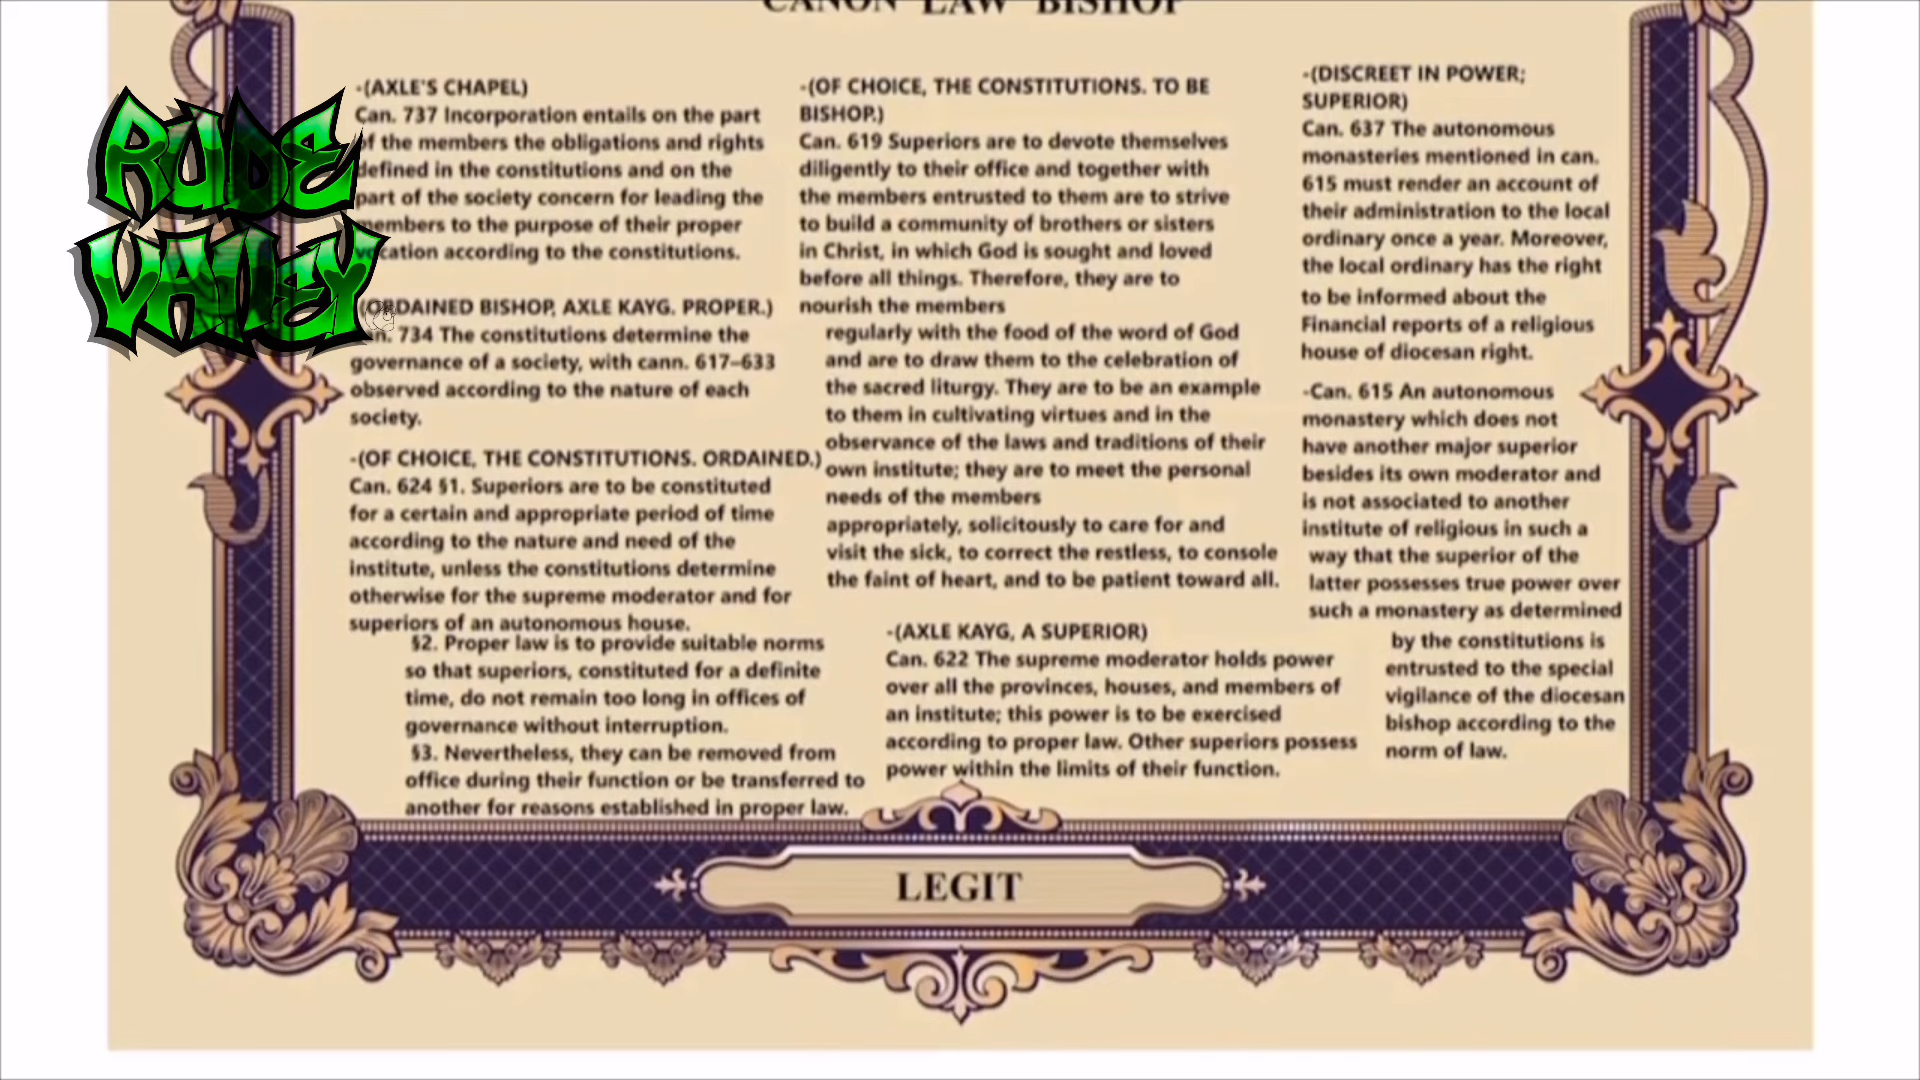 CANON LAW BISHOP
RUDE
VALLEY
-(AXLE'S CHAPEL)
Can. 737 Incorporation entails on the part
of the members the obligations and rights
defined in the constitutions and on the
part of the society concern for leading the
members to the purpose of their proper
vocation according to the constitutions.
(ORDAINED BISHOP, AXLE KAYG. PROPER.)
Can. 734 The constitutions determine the
governance of a society, with cann. 617–633
observed according to the nature of each
society.
-(OF CHOICE, THE CONSTITUTIONS. ORDAINED.)
Can. 624 §1. Superiors are to be constituted
for a certain and appropriate period of time
according to the nature and need of the
institute, unless the constitutions determine
otherwise for the supreme moderator and for
superiors of an autonomous house.
§2. Proper law is to provide suitable norms
so that superiors, constituted for a definite
time, do not remain too long in offices of
governance without interruption.
§3. Nevertheless, they can be removed from
office during their function or be transferred to
another for reasons established in proper law.
-(OF CHOICE, THE CONSTITUTIONS. TO BE
BISHOP.)
Can. 619 Superiors are to devote themselves
diligently to their office and together with
the members entrusted to them are to strive
to build a community of brothers or sisters
in Christ, in which God is sought and loved
before all things. Therefore, they are to
nourish the members
regularly with the food of the word of God
and are to draw them to the celebration of
the sacred liturgy. They are to be an example
to them in cultivating virtues and in the
observance of the laws and traditions of their
own institute; they are to meet the personal
needs of the members
appropriately, solicitously to care for and
visit the sick, to correct the restless, to console
the faint of heart, and to be patient toward all.
-(AXLE KAYG, A SUPERIOR)
Can. 622 The supreme moderator holds power
over all the provinces, houses, and members of
an institute; this power is to be exercised
according to proper law. Other superiors possess
power within the limits of their function.
-(DISCREET IN POWER;
SUPERIOR)
Can. 637 The autonomous
monasteries mentioned in can.
615 must render an account of
their administration to the local
ordinary once a year. Moreover,
the local ordinary has the right
to be informed about the
Financial reports of a religious
house of diocesan right.
-Can. 615 An autonomous
monastery which does not
have another major superior
besides its own moderator and
is not associated to another
institute of religious in such a
way that the superior of the
latter possesses true power over
such a monastery as determined
by the constitutions is
entrusted to the special
vigilance of the diocesan
bishop according to the
norm of law.
LEGIT